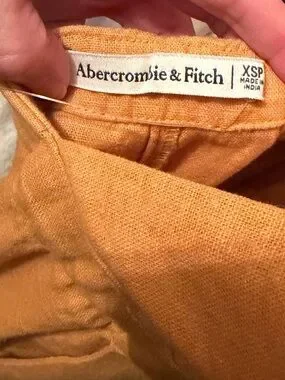 Abercrombie & Fitch
XSP
MADE IN
INDIA